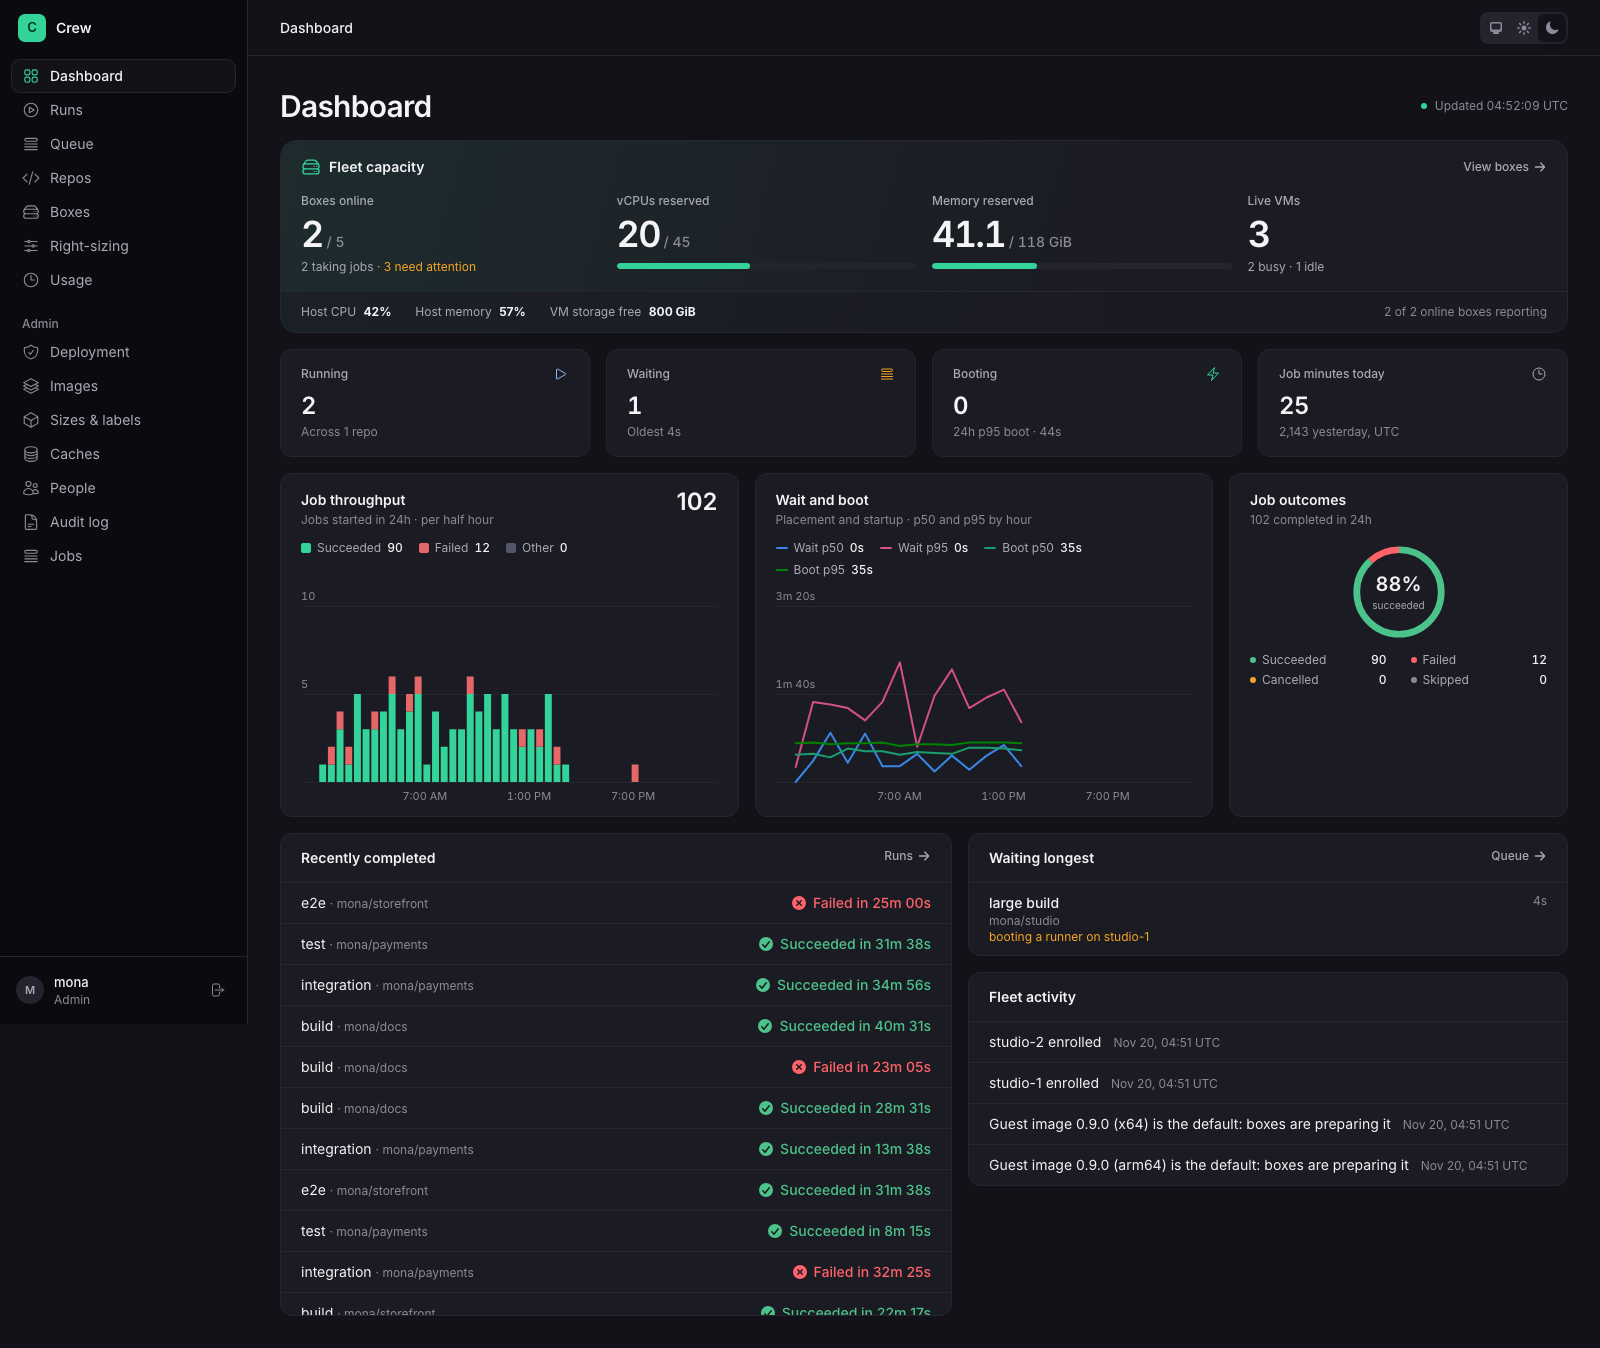 C Crew
Dashboard
Runs
Queue
Repos
Boxes
Right-sizing
Usage
Admin
Deployment
Images
Sizes & labels
Caches
People
Audit log
Jobs
M mona
Admin
Dashboard
Dashboard
Updated 04:52:09 UTC
Fleet capacity
View boxes →
Boxes online
2 / 5
2 taking jobs · 3 need attention
vCPUs reserved
20 / 45
Memory reserved
41.1 / 118 GiB
Live VMs
3
2 busy · 1 idle
Host CPU 42% Host memory 57% VM storage free 800 GiB
2 of 2 online boxes reporting
Running
2
Across 1 repo
Waiting
1
Oldest 4s
Booting
0
24h p95 boot · 44s
Job minutes today
25
2,143 yesterday, UTC
Job throughput
102
Jobs started in 24h · per half hour
Succeeded 90 Failed 12 Other 0
10
5
7:00 AM 1:00 PM 7:00 PM
Wait and boot
Placement and startup · p50 and p95 by hour
Wait p50 0s Wait p95 0s Boot p50 35s
Boot p95 35s
3m 20s
1m 40s
7:00 AM 1:00 PM 7:00 PM
Job outcomes
102 completed in 24h
88%
succeeded
Succeeded 90 Failed 12
Cancelled 0 Skipped 0
Recently completed
Runs →
e2e · mona/storefront Failed in 25m 00s
test · mona/payments Succeeded in 31m 38s
integration · mona/payments Succeeded in 34m 56s
build · mona/docs Succeeded in 40m 31s
build · mona/docs Failed in 23m 05s
build · mona/docs Succeeded in 28m 31s
integration · mona/payments Succeeded in 13m 38s
e2e · mona/storefront Succeeded in 31m 38s
test · mona/payments Succeeded in 8m 15s
integration · mona/payments Failed in 32m 25s
build · mona/storefront Succeeded in 22m 17s
Waiting longest
Queue →
large build 4s
mona/studio
booting a runner on studio-1
Fleet activity
studio-2 enrolled Nov 20, 04:51 UTC
studio-1 enrolled Nov 20, 04:51 UTC
Guest image 0.9.0 (x64) is the default: boxes are preparing it Nov 20, 04:51 UTC
Guest image 0.9.0 (arm64) is the default: boxes are preparing it Nov 20, 04:51 UTC